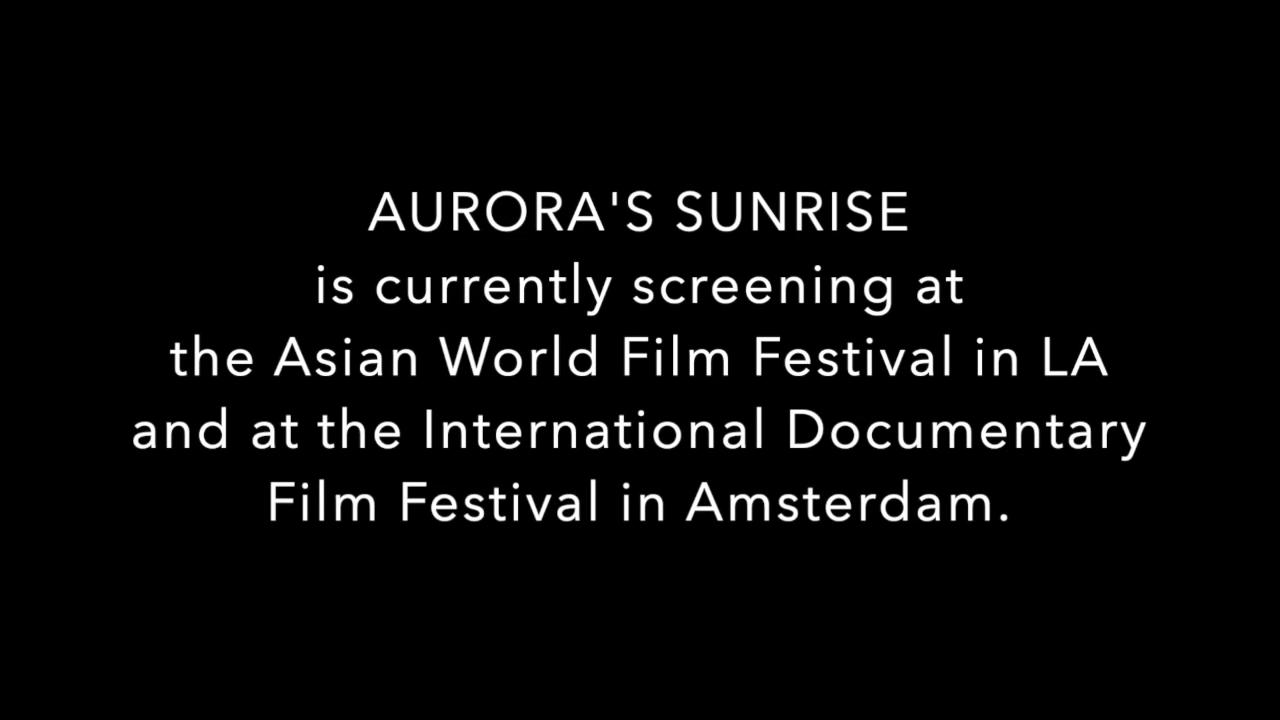 AURORA'S SUNRISE
is currently screening at
the Asian World Film Festival in LA
and at the International Documentary
Film Festival in Amsterdam.